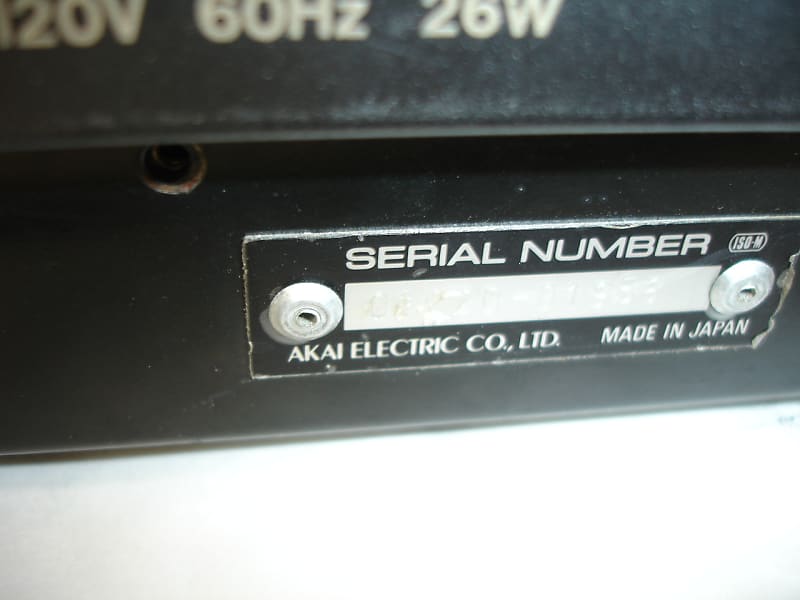 120V 60Hz 26W
SERIAL NUMBER ISO-M
AKAI ELECTRIC CO., LTD. MADE IN JAPAN